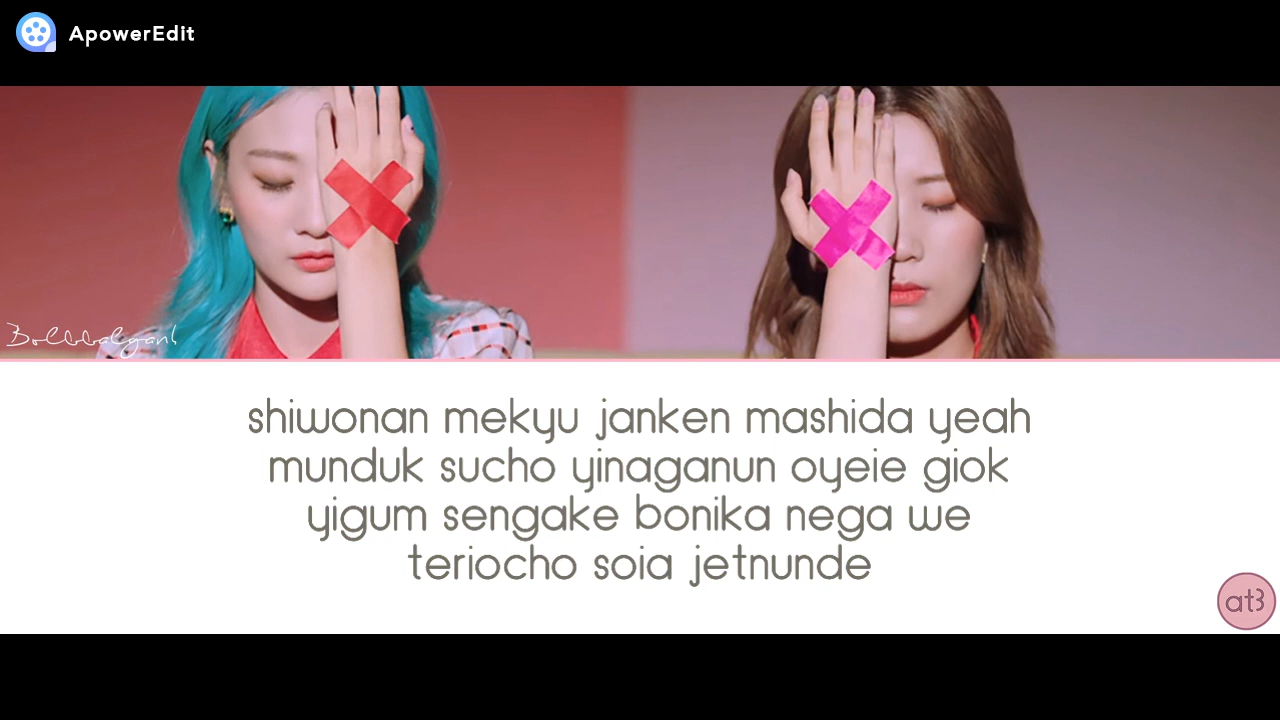 ApowerEdit
Bolbbalgan4
shiwonan mekyu janken mashida yeah
munduk sucho yinaganun oyeie giok
yigum sengake bonika nega we
teriocho soia jetnunde
at3